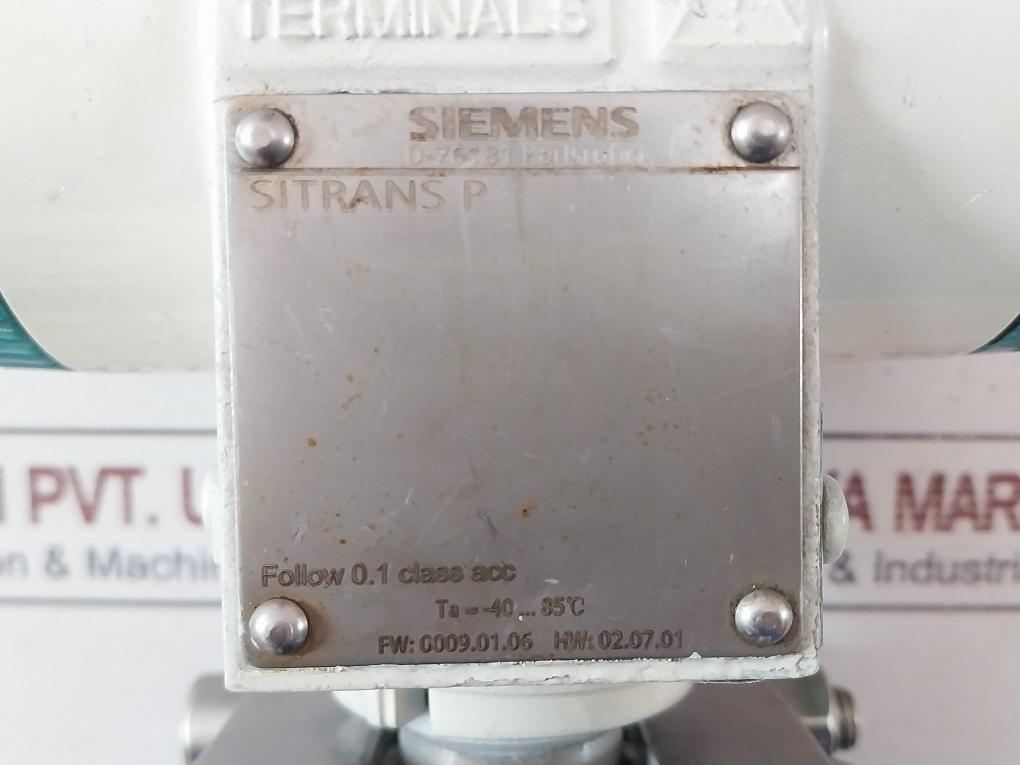 TERMINALS
SIEMENS
D-76181 Karlsruhe
SITRANS P
Follow 0.1 class acc
Ta = -40 ... 85℃
FW: 0009.01.06 HW: 02.07.01
PVT.
A MAR
& Machin
& Industri